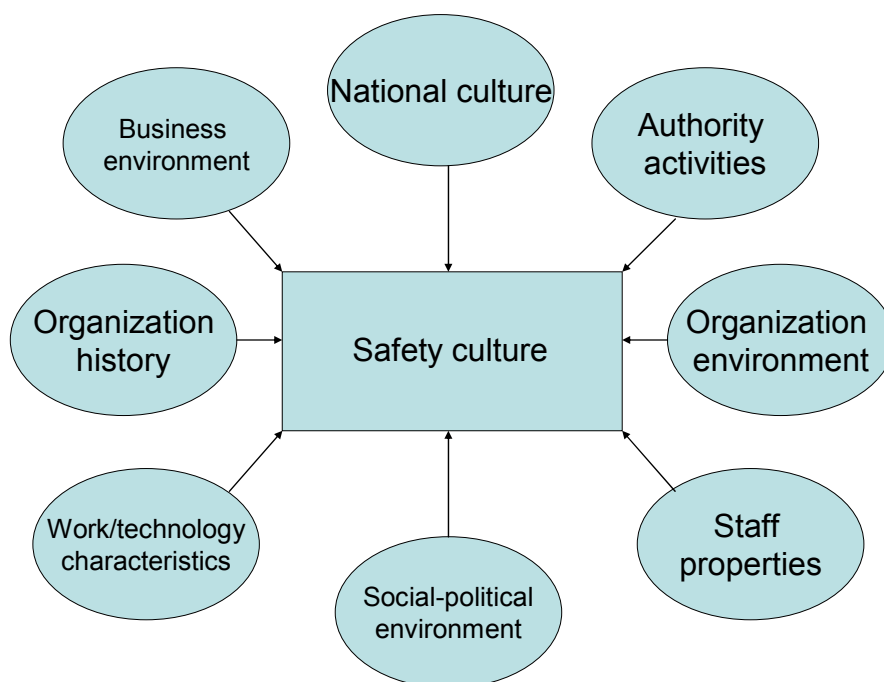 National culture
Business
environment
Authority
activities
Organization
history
Safety culture
Organization
environment
Work/technology
characteristics
Social-political
environment
Staff
properties